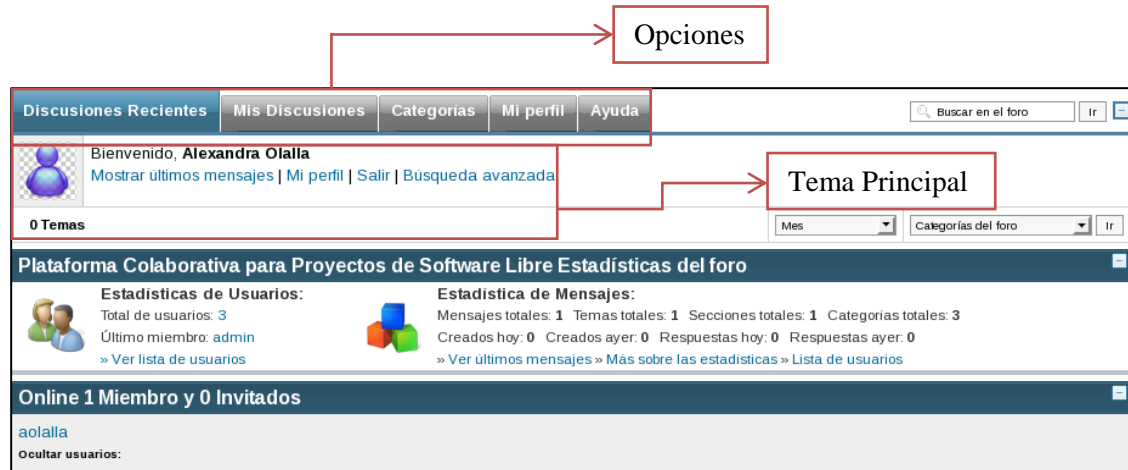 Opciones
Discusiones Recientes Mis Discusiones Categorías Mi perfil Ayuda Buscar en el foro Ir
Bienvenido, Alexandra Olalla
Mostrar últimos mensajes | Mi perfil | Salir | Búsqueda avanzada
Tema Principal
0 Temas Mes Categorías del foro Ir
Plataforma Colaborativa para Proyectos de Software Libre Estadísticas del foro
Estadísticas de Usuarios: Estadística de Mensajes:
Total de usuarios: 3 Mensajes totales: 1 Temas totales: 1 Secciones totales: 1 Categorías totales: 3
Último miembro: admin Creados hoy: 0 Creados ayer: 0 Respuestas hoy: 0 Respuestas ayer: 0
» Ver lista de usuarios » Ver últimos mensajes » Más sobre las estadísticas » Lista de usuarios
Online 1 Miembro y 0 Invitados
aolalla
Ocultar usuarios: